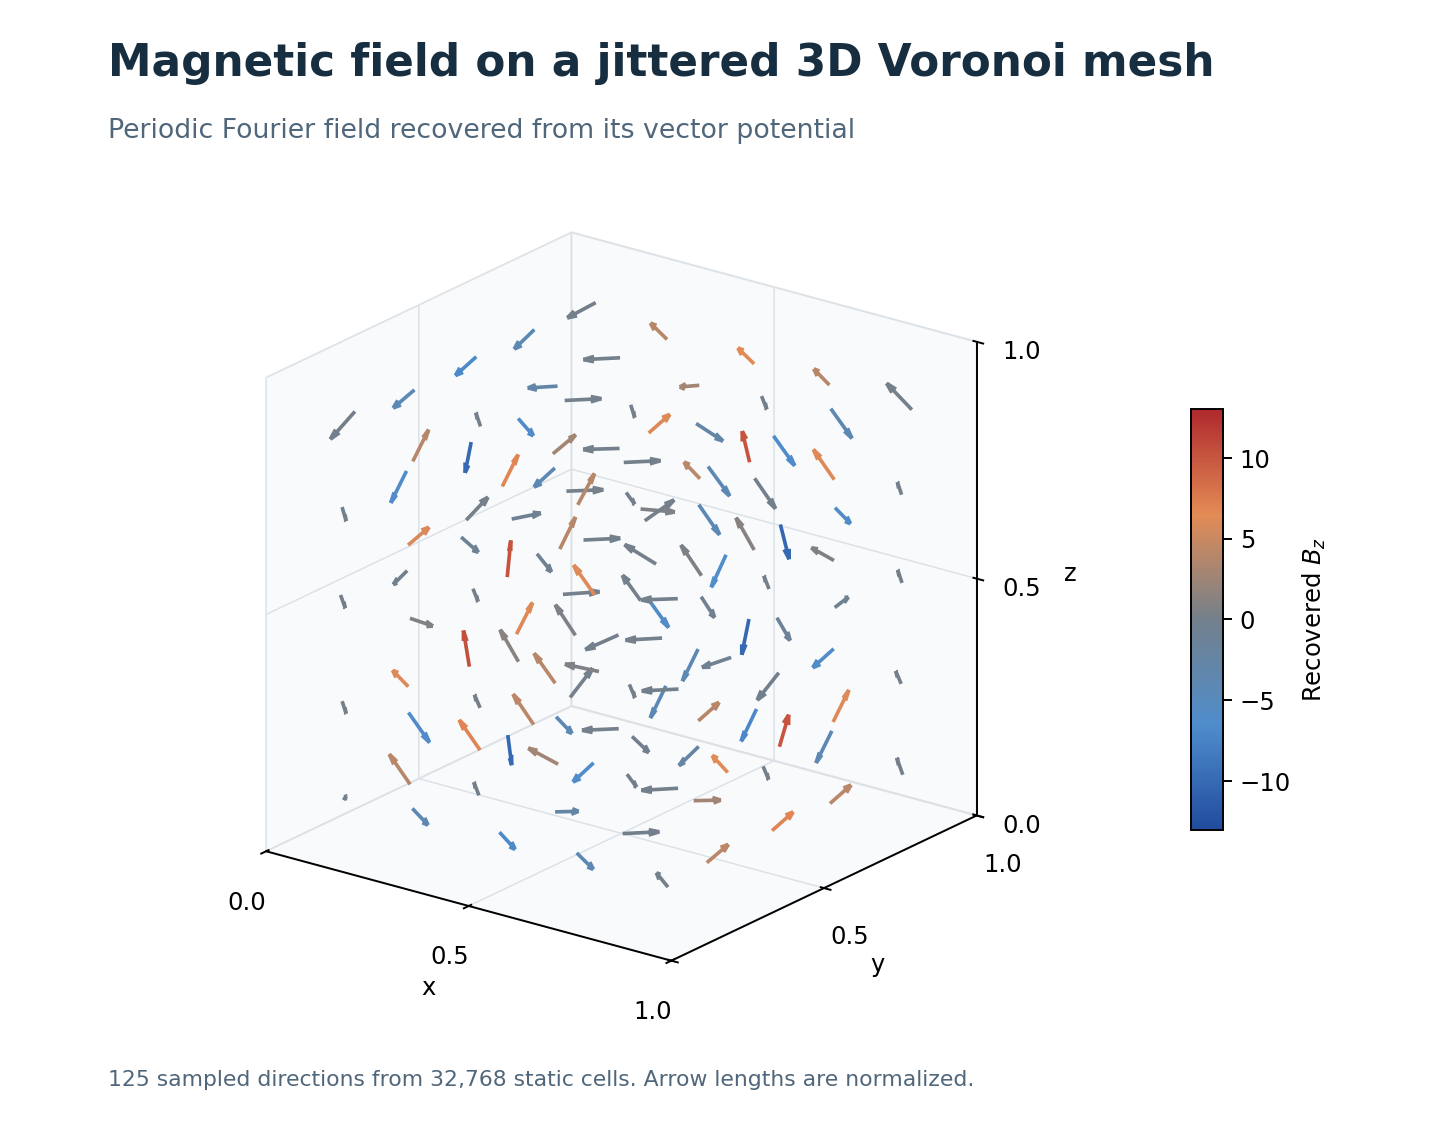 Magnetic field on a jittered 3D Voronoi mesh
Periodic Fourier field recovered from its vector potential
1.0
0.5
z
0.0
1.0
0.5
y
0.0
0.5
x
1.0
10
5
0
−5
−10
Recovered B_z
125 sampled directions from 32,768 static cells. Arrow lengths are normalized.